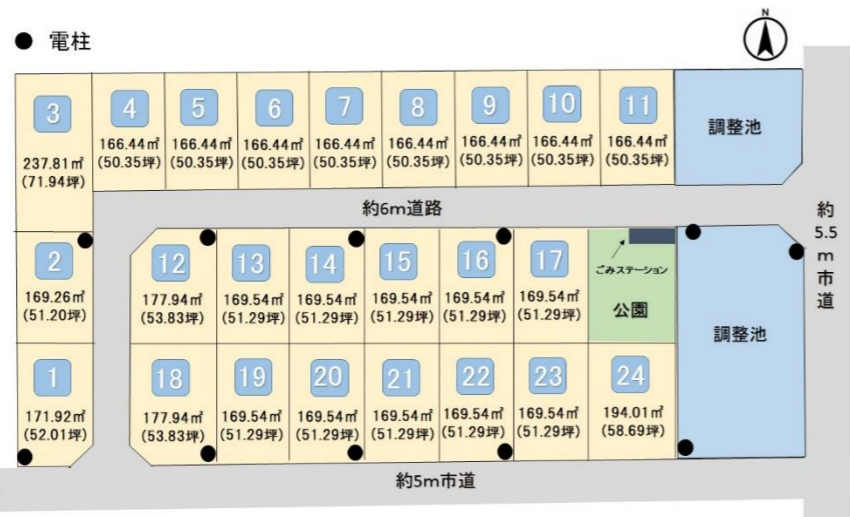 ● 電柱
N
3
237.81㎡
(71.94坪)
4
166.44㎡
(50.35坪)
5
166.44㎡
(50.35坪)
6
166.44㎡
(50.35坪)
7
166.44㎡
(50.35坪)
8
166.44㎡
(50.35坪)
9
166.44㎡
(50.35坪)
10
166.44㎡
(50.35坪)
11
166.44㎡
(50.35坪)
調整池
約6m道路
約
5.5
m
市
道
2
169.26㎡
(51.20坪)
12
177.94㎡
(53.83坪)
13
169.54㎡
(51.29坪)
14
169.54㎡
(51.29坪)
15
169.54㎡
(51.29坪)
16
169.54㎡
(51.29坪)
17
169.54㎡
(51.29坪)
ごみステーション
公園
調整池
1
171.92㎡
(52.01坪)
18
177.94㎡
(53.83坪)
19
169.54㎡
(51.29坪)
20
169.54㎡
(51.29坪)
21
169.54㎡
(51.29坪)
22
169.54㎡
(51.29坪)
23
169.54㎡
(51.29坪)
24
194.01㎡
(58.69坪)
約5m市道